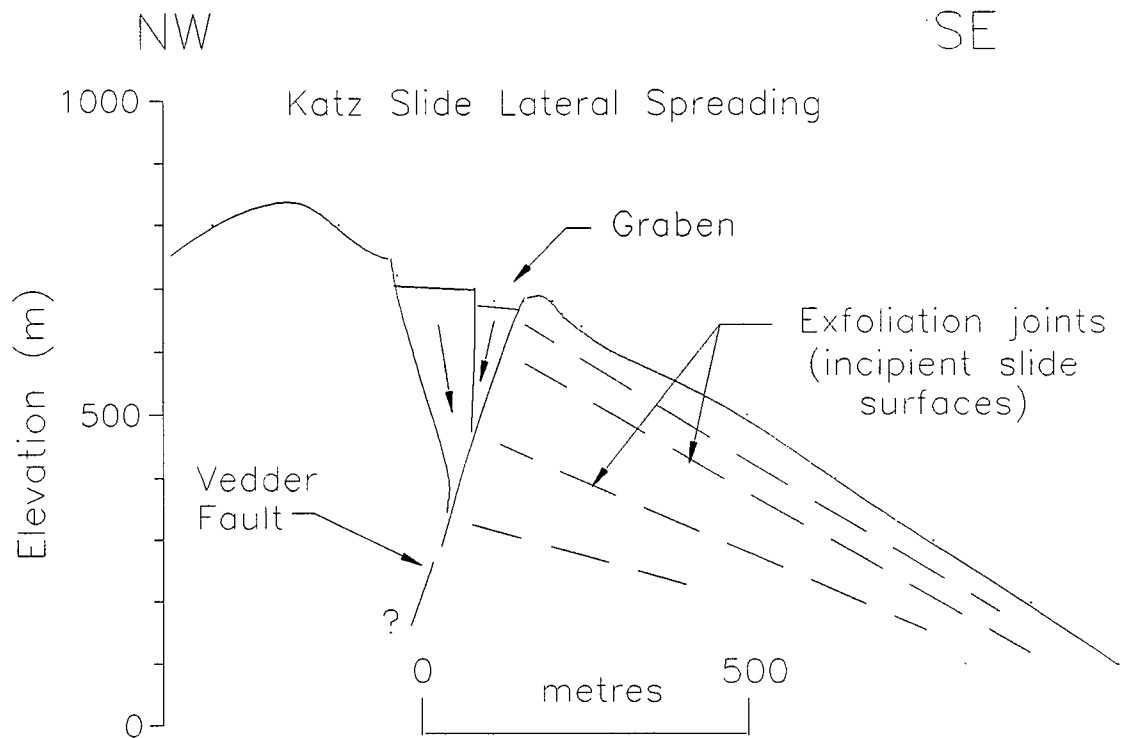 NW
SE
Katz Slide Lateral Spreading
1000
Graben
Exfoliation joints
(incipient slide
surfaces)
500
Elevation (m)
Vedder
Fault
?
0
500
metres
0